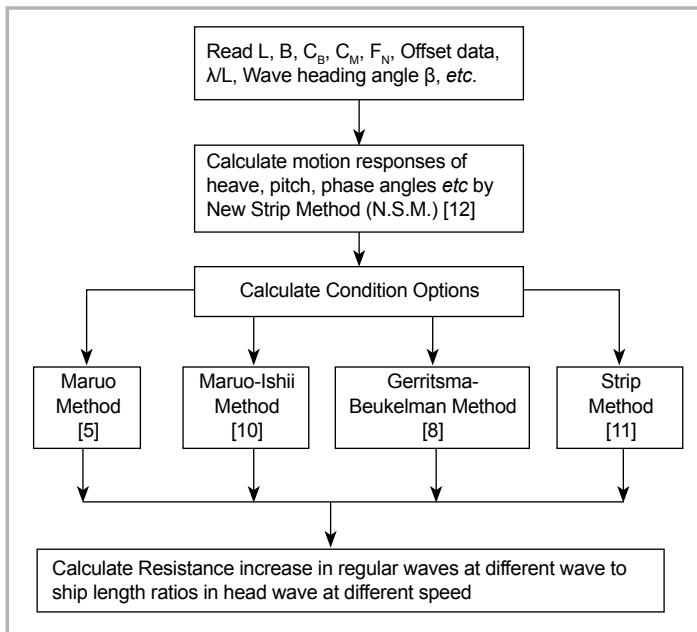 Read L, B, C_B, C_M, F_N, Offset data,
λ/L, Wave heading angle β, etc.
Calculate motion responses of
heave, pitch, phase angles etc by
New Strip Method (N.S.M.) [12]
Calculate Condition Options
Maruo
Method
[5]
Maruo-Ishii
Method
[10]
Gerritsma-
Beukelman Method
[8]
Strip
Method
[11]
Calculate Resistance increase in regular waves at different wave to
ship length ratios in head wave at different speed